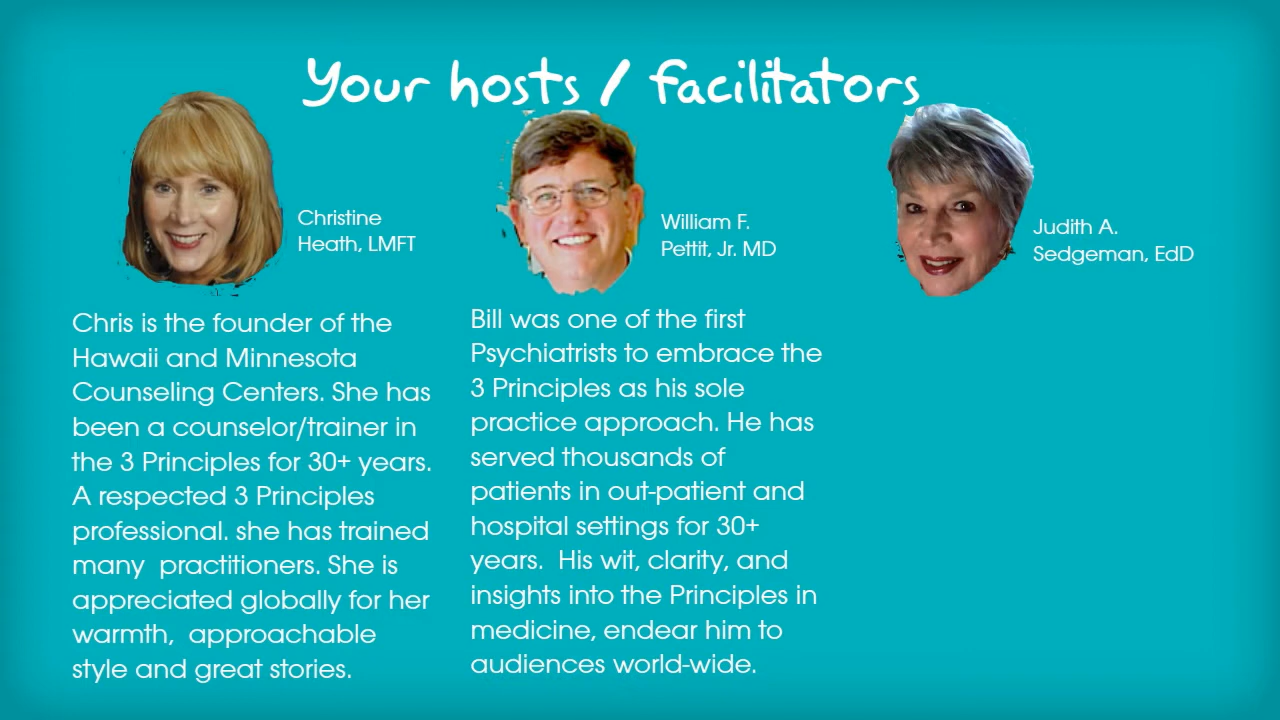 Your hosts / facilitators
Christine
Heath, LMFT
William F.
Pettit, Jr. MD
Judith A.
Sedgeman, EdD
Chris is the founder of the
Hawaii and Minnesota
Counseling Centers. She has
been a counselor/trainer in
the 3 Principles for 30+ years.
A respected 3 Principles
professional. she has trained
many  practitioners. She is
appreciated globally for her
warmth,  approachable
style and great stories.
Bill was one of the first
Psychiatrists to embrace the
3 Principles as his sole
practice approach. He has
served thousands of
patients in out-patient and
hospital settings for 30+
years.  His wit, clarity, and
insights into the Principles in
medicine, endear him to
audiences world-wide.